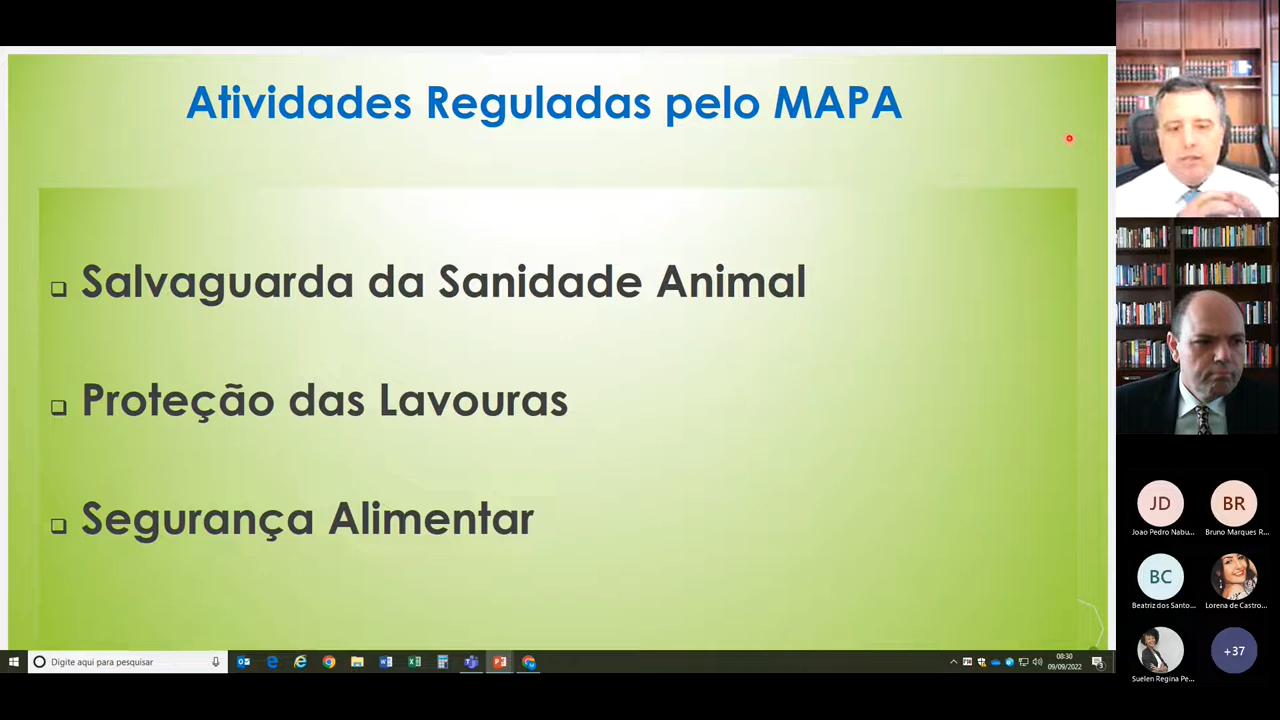 Atividades Reguladas pelo MAPA
❑ Salvaguarda da Sanidade Animal
❑ Proteção das Lavouras
❑ Segurança Alimentar
JD
BR
Joao Pedro Nabu...
Bruno Marques R...
BC
Beatriz dos Santo...
Lorena de Castro...
+37
Suelen Regina Pe...
Digite aqui para pesquisar
08:30
09/09/2022